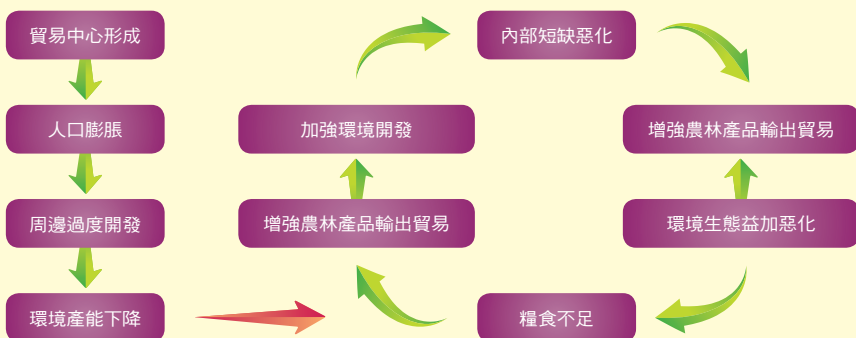 貿易中心形成
內部短缺惡化
人口膨脹
加強環境開發
增強農林產品輸出貿易
周邊過度開發
增強農林產品輸出貿易
環境生態益加惡化
環境產能下降
糧食不足